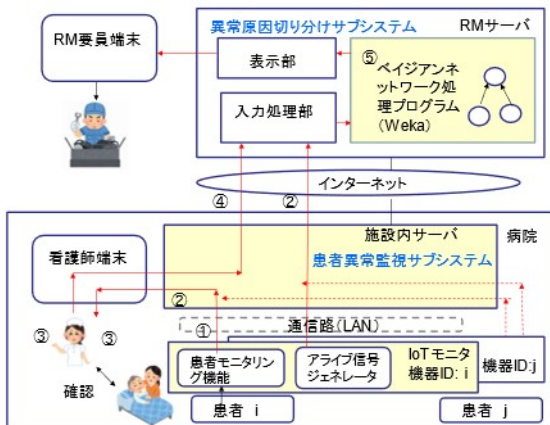 異常原因切り分けサブシステム
RMサーバ
RM要員端末
表示部
⑤
ベイジアンネ
ットワーク処
理プログラム
(Weka)
入力処理部
インターネット
④
②
施設内サーバ
病院
患者異常監視サブシステム
看護師端末
②
③
③
①
通信路(LAN)
患者モニタリン
グ機能
アライブ信号
ジェネレータ
IoTモニタ
機器ID: i
機器ID:j
確認
患者 i
患者 j